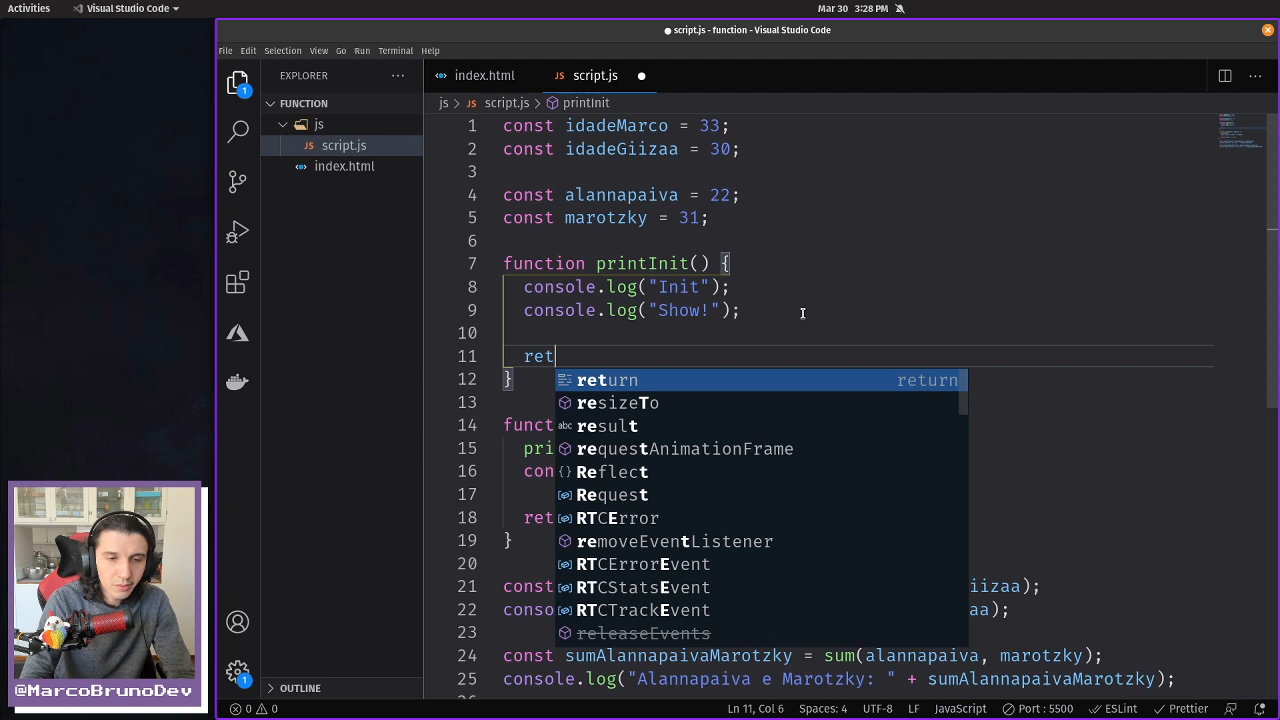 Activities
Visual Studio Code
Mar 30 3:28 PM
● script.js - function - Visual Studio Code
File Edit Selection View Go Run Terminal Help
EXPLORER
index.html
script.js
FUNCTION
js
script.js
index.html
OUTLINE
js > script.js > printInit
1 const idadeMarco = 33;
2 const idadeGiizaa = 30;
3
4 const alannapaiva = 22;
5 const marotzky = 31;
6
7 function printInit() {
8 console.log("Init");
9 console.log("Show!");
10
11 ret
12 }
13
14 func
15 pri
16 con
17
18 ret
19 }
20
21 const iizaa);
22 conso aa);
23
24 const sumAlannapaivaMarotzky = sum(alannapaiva, marotzky);
25 console.log("Alannapaiva e Marotzky: " + sumAlannapaivaMarotzky);
return return
resizeTo
result
requestAnimationFrame
Reflect
Request
RTCError
removeEventListener
RTCErrorEvent
RTCStatsEvent
RTCTrackEvent
releaseEvents
1
1
@MarcoBrunoDev
0 0
Ln 11, Col 6 Spaces: 4 UTF-8 LF JavaScript Port : 5500 ESLint Prettier